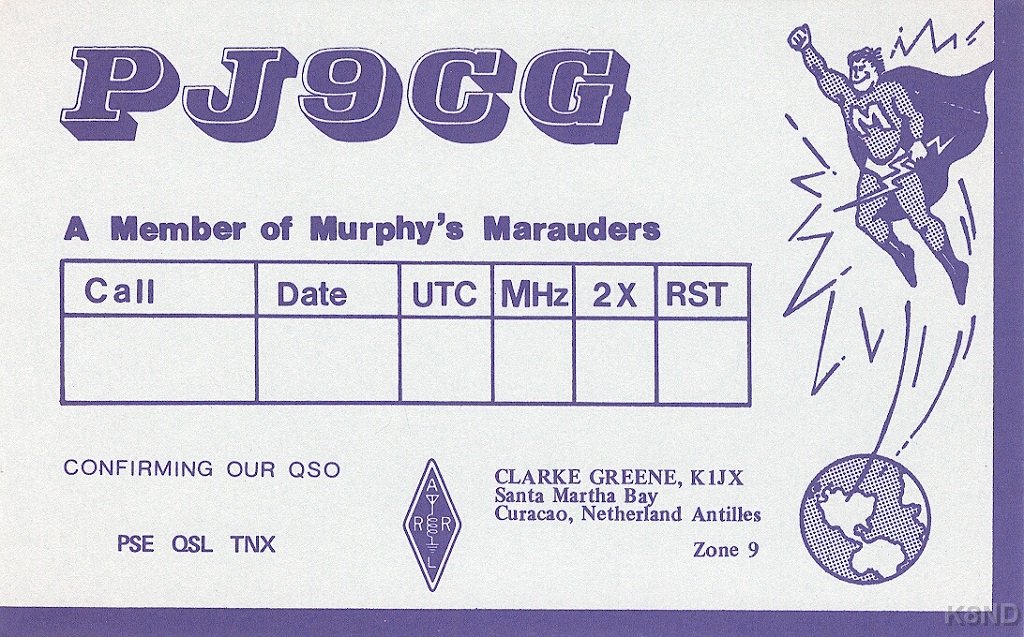 PJ9CG
M
A Member of Murphy's Marauders
Call Date UTC MHz 2X RST
CONFIRMING OUR QSO
PSE QSL TNX
A
R R
L
CLARKE GREENE, K1JX
Santa Martha Bay
Curacao, Netherland Antilles
Zone 9
K8ND